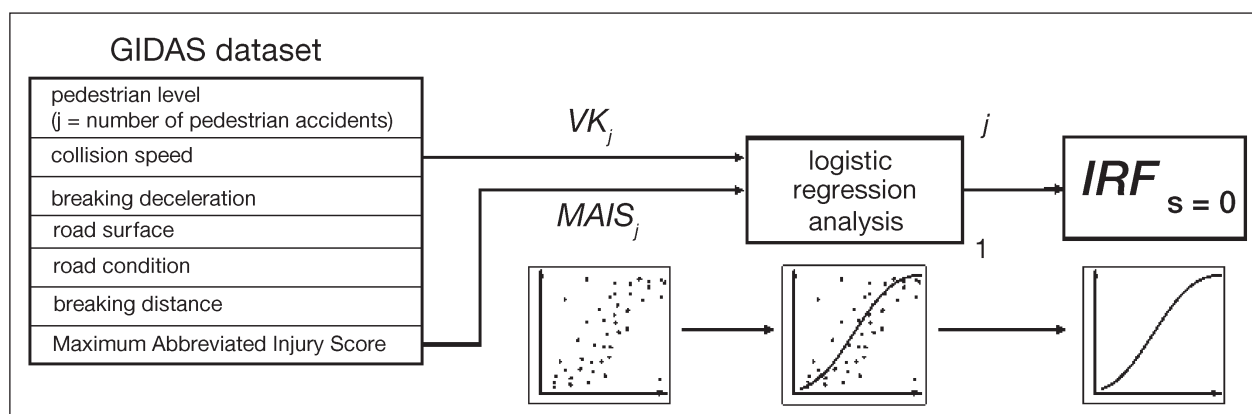 GIDAS dataset
pedestrian level
(j = number of pedestrian accidents)
collision speed
breaking deceleration
road surface
road condition
breaking distance
Maximum Abbreviated Injury Score
VKj
MAISj
logistic
regression
analysis
j
1
IRF s = 0